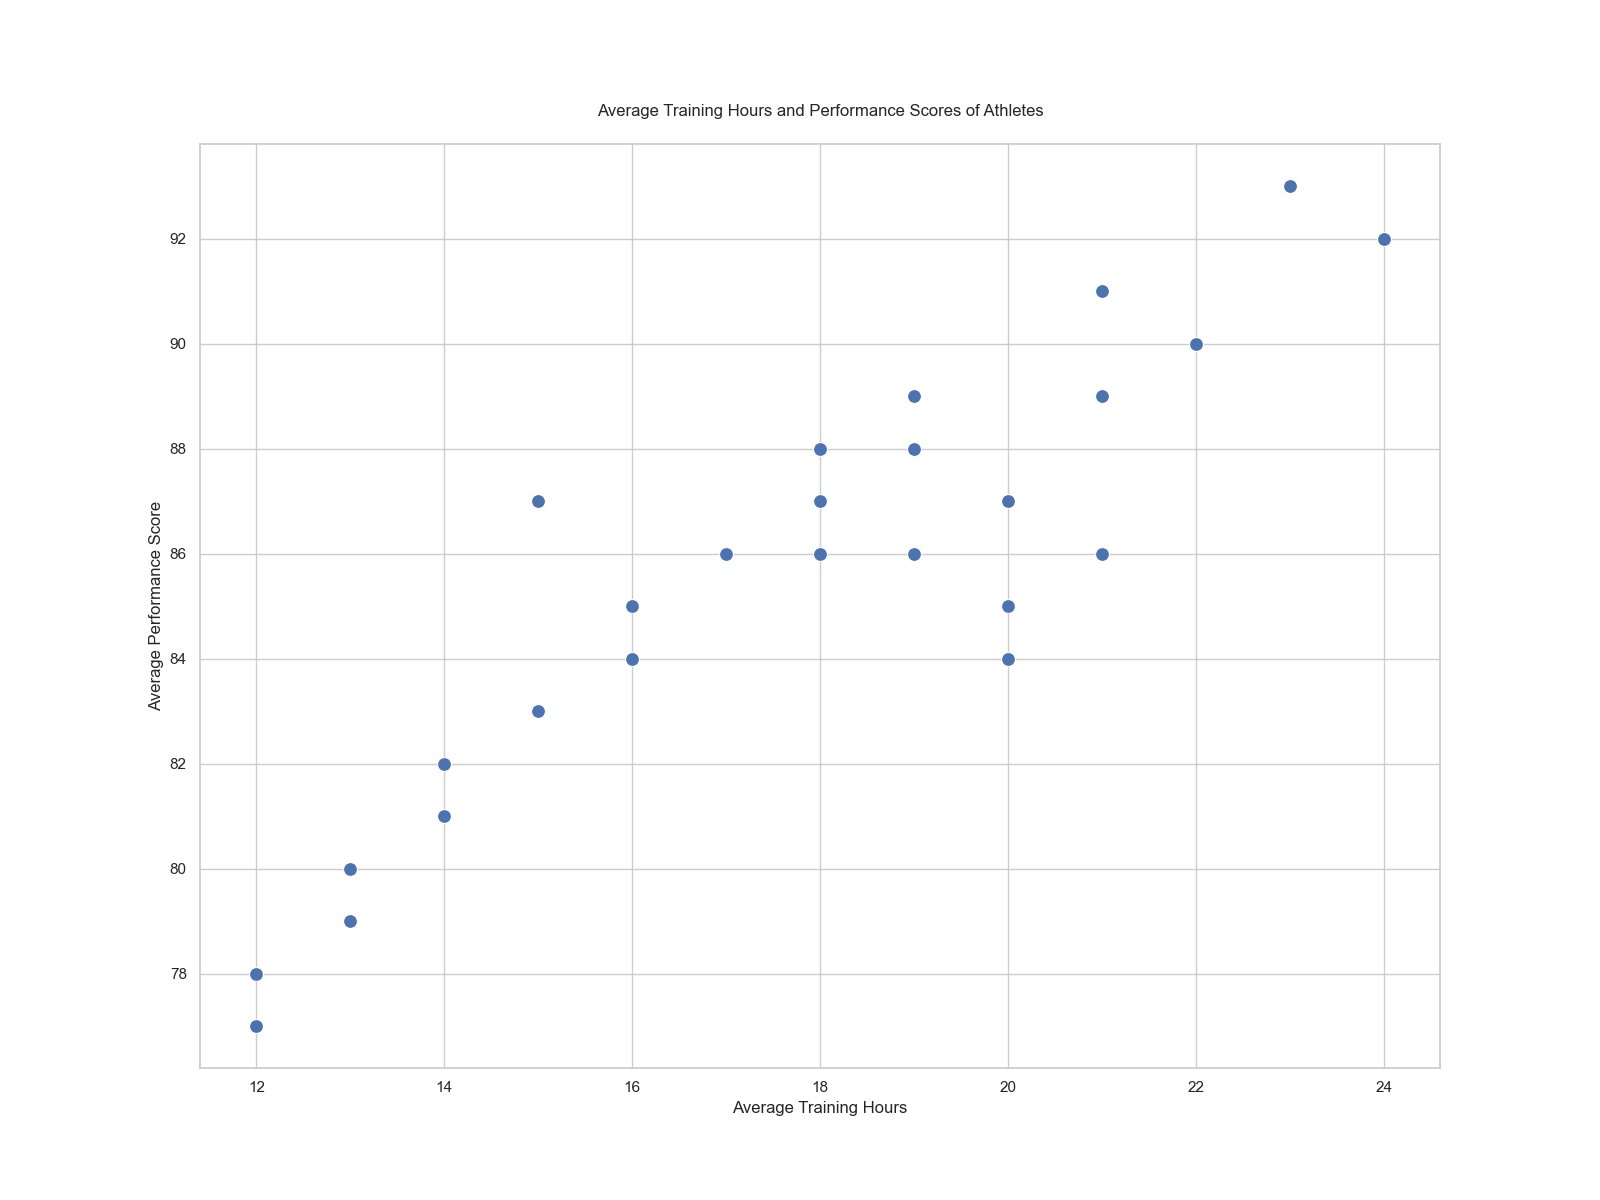 Average Training Hours and Performance Scores of Athletes
92
90
88
86
84
82
80
78
Average Performance Score
12 14 16 18 20 22 24
Average Training Hours